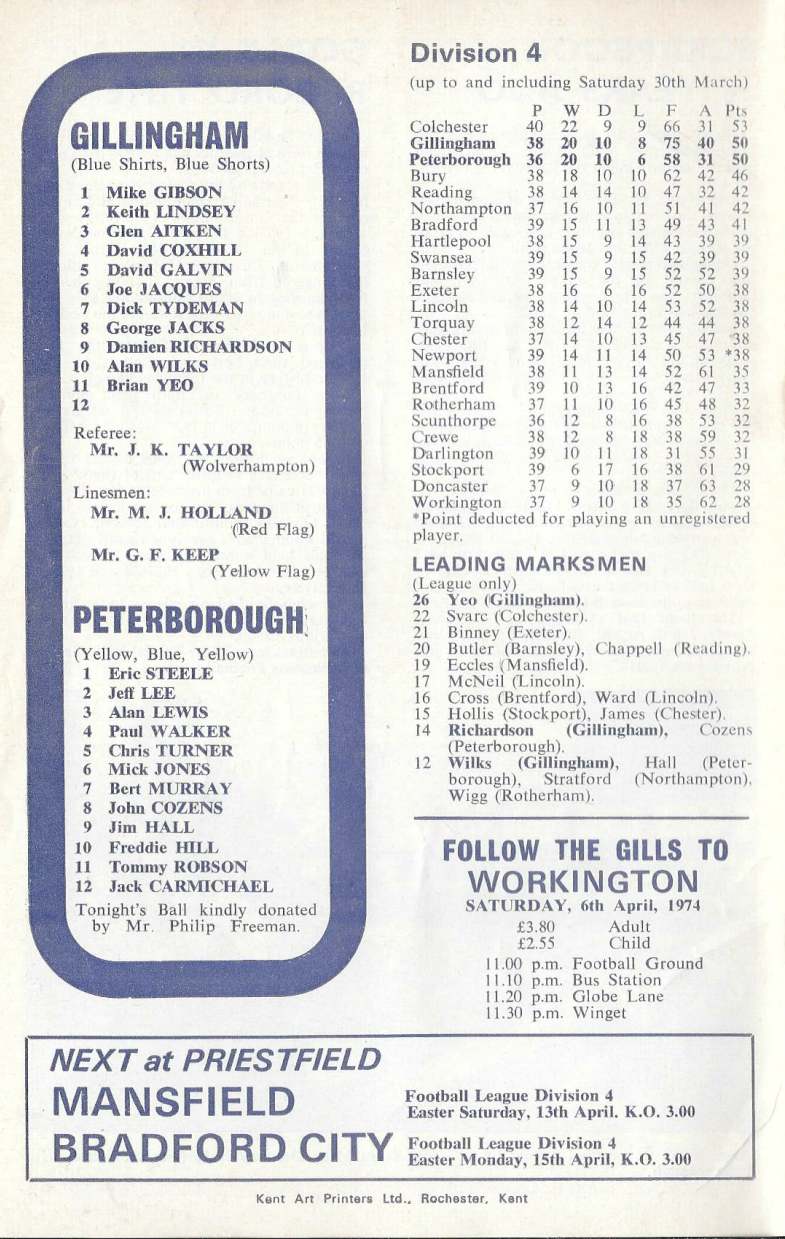 GILLINGHAM
(Blue Shirts, Blue Shorts)
1 Mike GIBSON
2 Keith LINDSEY
3 Glen AITKEN
4 David COXHILL
5 David GALVIN
6 Joe JACQUES
7 Dick TYDEMAN
8 George JACKS
9 Damien RICHARDSON
10 Alan WILKS
11 Brian YEO
12
Referee:
Mr. J. K. TAYLOR
(Wolverhampton)
Linesmen:
Mr. M. J. HOLLAND
(Red Flag)
Mr. G. F. KEEP
(Yellow Flag)
PETERBOROUGH
(Yellow, Blue, Yellow)
1 Eric STEELE
2 Jeff LEE
3 Alan LEWIS
4 Paul WALKER
5 Chris TURNER
6 Mick JONES
7 Bert MURRAY
8 John COZENS
9 Jim HALL
10 Freddie HILL
11 Tommy ROBSON
12 Jack CARMICHAEL
Tonight's Ball kindly donated
by Mr. Philip Freeman.
Division 4
(up to and including Saturday 30th March)
P W D L F A Pts
Colchester 40 22 9 9 66 31 53
Gillingham 38 20 10 8 75 40 50
Peterborough 36 20 10 6 58 31 50
Bury 38 18 10 10 62 42 46
Reading 38 14 14 10 47 32 42
Northampton 37 16 10 11 51 41 42
Bradford 39 15 11 13 49 43 41
Hartlepool 38 15 9 14 43 39 39
Swansea 39 15 9 15 42 39 39
Barnsley 39 15 9 15 52 52 39
Exeter 38 16 6 16 52 50 38
Lincoln 38 14 10 14 53 52 38
Torquay 38 12 14 12 44 44 38
Chester 37 14 10 13 45 47 38
Newport 39 14 11 14 50 53 *38
Mansfield 38 11 13 14 52 61 35
Brentford 39 10 13 16 42 47 33
Rotherham 37 11 10 16 45 48 32
Scunthorpe 36 12 8 16 38 53 32
Crewe 38 12 8 18 38 59 32
Darlington 39 10 11 18 31 55 31
Stockport 39 6 17 16 38 61 29
Doncaster 37 9 10 18 37 63 28
Workington 37 9 10 18 35 62 28
*Point deducted for playing an unregistered
player.
LEADING MARKSMEN
(League only)
26 Yeo (Gillingham).
22 Svarc (Colchester).
21 Binney (Exeter).
20 Butler (Barnsley), Chappell (Reading).
19 Eccles (Mansfield).
17 McNeil (Lincoln).
16 Cross (Brentford), Ward (Lincoln).
15 Hollis (Stockport), James (Chester).
14 Richardson (Gillingham), Cozens
(Peterborough).
12 Wilks (Gillingham), Hall (Peter-
borough), Stratford (Northampton),
Wigg (Rotherham).
FOLLOW THE GILLS TO
WORKINGTON
SATURDAY, 6th April, 1974
£3.80 Adult
£2.55 Child
11.00 p.m. Football Ground
11.10 p.m. Bus Station
11.20 p.m. Globe Lane
11.30 p.m. Winget
NEXT at PRIESTFIELD
MANSFIELD
Football League Division 4
Easter Saturday, 13th April. K.O. 3.00
BRADFORD CITY
Football League Division 4
Easter Monday, 15th April, K.O. 3.00
Kent Art Printers Ltd., Rochester, Kent